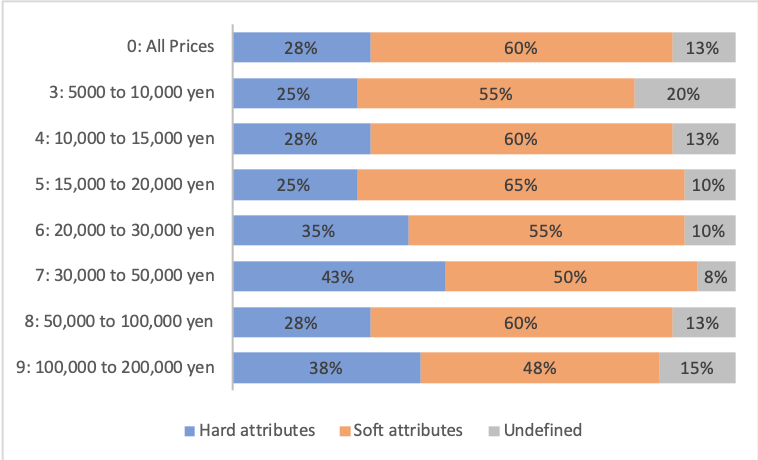 0: All Prices 28% 60% 13%
3: 5000 to 10,000 yen 25% 55% 20%
4: 10,000 to 15,000 yen 28% 60% 13%
5: 15,000 to 20,000 yen 25% 65% 10%
6: 20,000 to 30,000 yen 35% 55% 10%
7: 30,000 to 50,000 yen 43% 50% 8%
8: 50,000 to 100,000 yen 28% 60% 13%
9: 100,000 to 200,000 yen 38% 48% 15%
Hard attributes Soft attributes Undefined